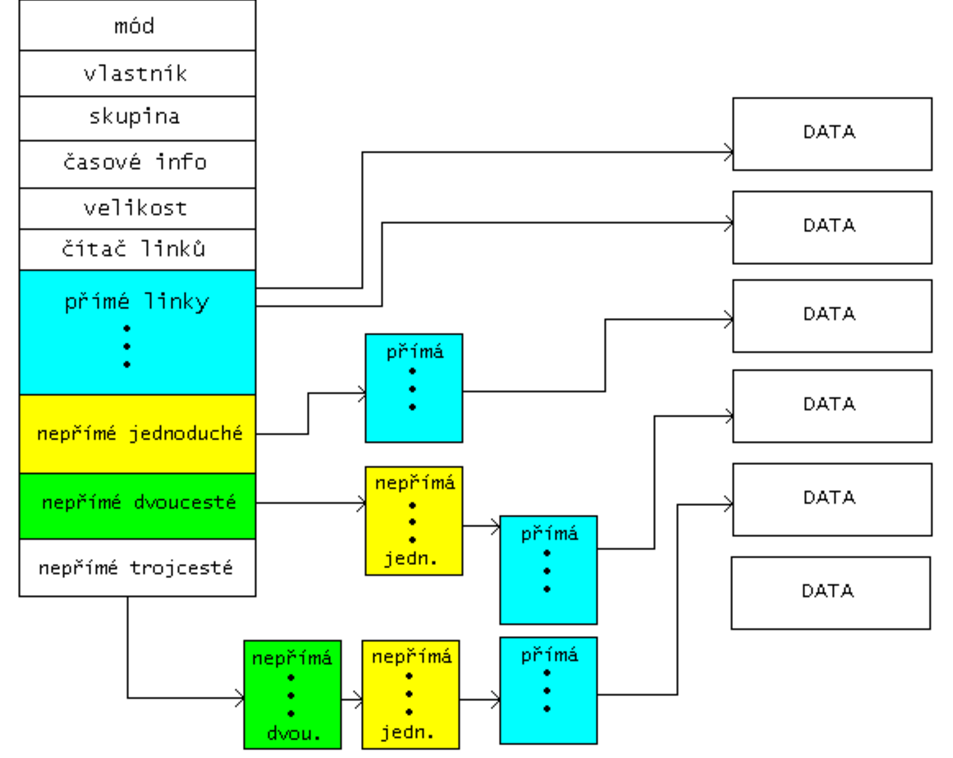 mód
vlastník
skupina
časové info
velikost
čítač linků
přímé linky
nepřímé jednoduché
nepřímé dvoucesté
nepřímé trojcesté
přímá
nepřímá
jedn.
přímá
nepřímá
dvou.
nepřímá
jedn.
přímá
DATA
DATA
DATA
DATA
DATA
DATA